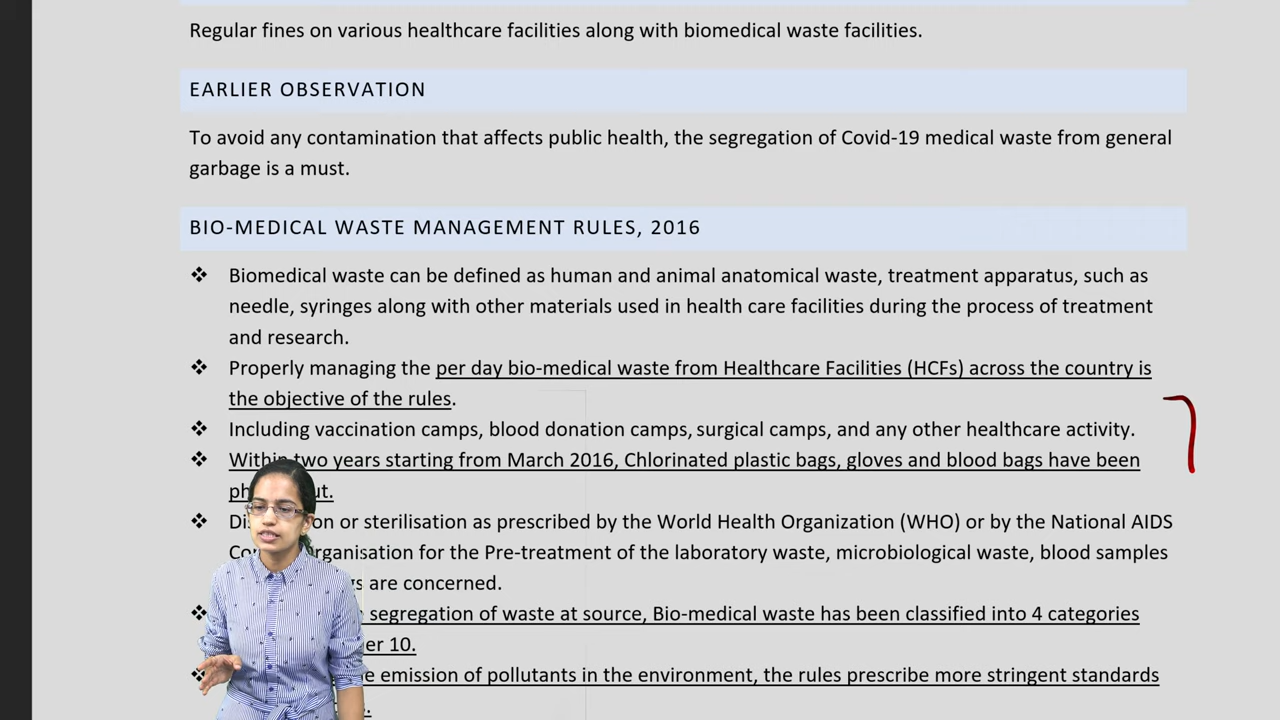 Regular fines on various healthcare facilities along with biomedical waste facilities.
EARLIER OBSERVATION
To avoid any contamination that affects public health, the segregation of Covid-19 medical waste from general
garbage is a must.
BIO-MEDICAL WASTE MANAGEMENT RULES, 2016
❖ Biomedical waste can be defined as human and animal anatomical waste, treatment apparatus, such as
needle, syringes along with other materials used in health care facilities during the process of treatment
and research.
❖ Properly managing the per day bio-medical waste from Healthcare Facilities (HCFs) across the country is
the objective of the rules.
❖ Including vaccination camps, blood donation camps, surgical camps, and any other healthcare activity.
❖ Within two years starting from March 2016, Chlorinated plastic bags, gloves and blood bags have been
❖ or sterilisation as prescribed by the World Health Organization (WHO) or by the National AIDS
for the Pre-treatment of the laboratory waste, microbiological waste, blood samples
are concerned.
❖ segregation of waste at source, Bio-medical waste has been classified into 4 categories
10.
emission of pollutants in the environment, the rules prescribe more stringent standards